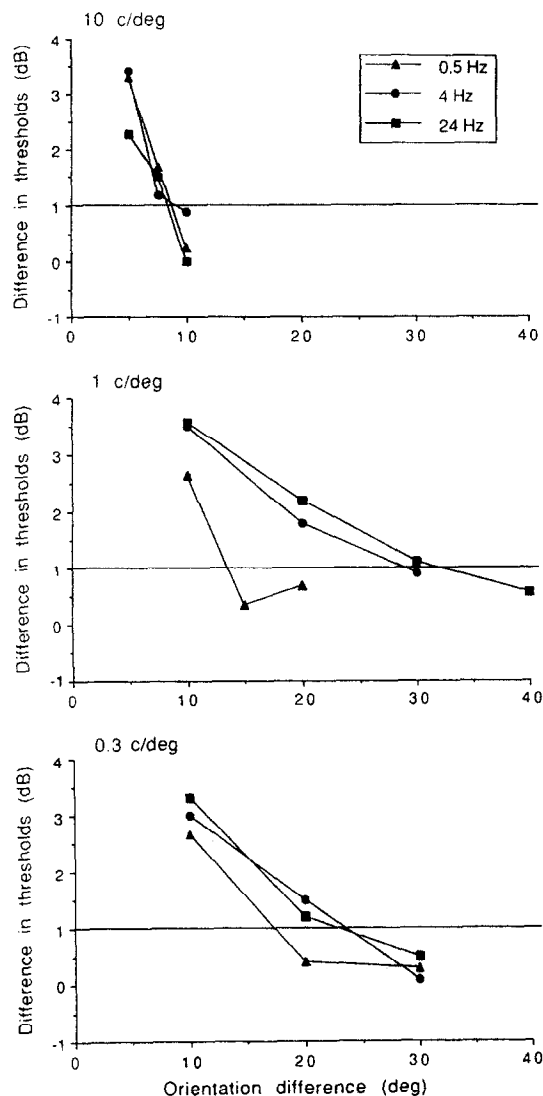 10 c/deg
Difference in thresholds (dB)
4
3
2
1
0
-1
0 10 20 30 40
0.5 Hz
4 Hz
24 Hz
1 c/deg
Difference in thresholds (dB)
4
3
2
1
0
-1
0 10 20 30 40
0.3 c/deg
Difference in thresholds (dB)
4
3
2
1
0
-1
0 10 20 30 40
Orientation difference (deg)